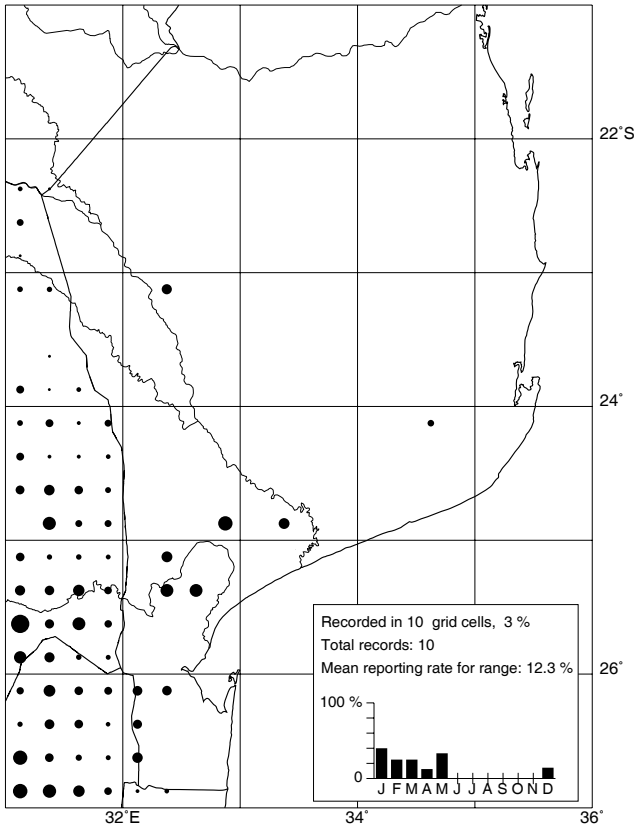 22°S
24°
Recorded in 10 grid cells, 3 %
Total records: 10
Mean reporting rate for range: 12.3 %
26°
100 %
0
J F M A M J J A S O N D
32°E
34°
36°